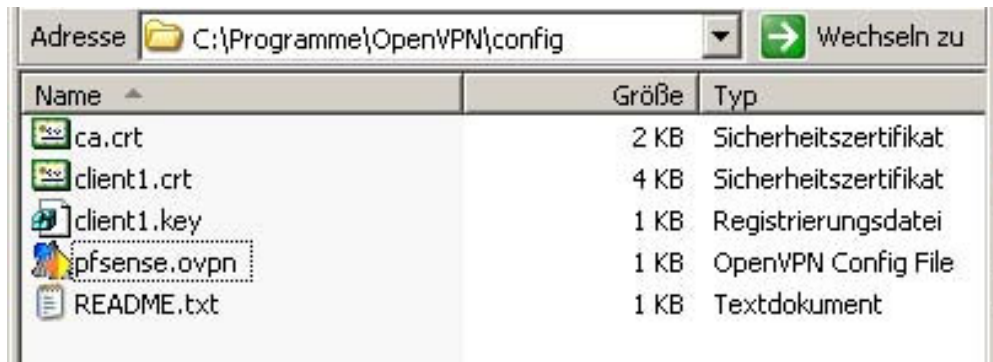 Adresse C:\Programme\OpenVPN\config Wechseln zu
Name Größe Typ
ca.crt 2 KB Sicherheitszertifikat
client1.crt 4 KB Sicherheitszertifikat
client1.key 1 KB Registrierungsdatei
pfsense.ovpn 1 KB OpenVPN Config File
README.txt 1 KB Textdokument